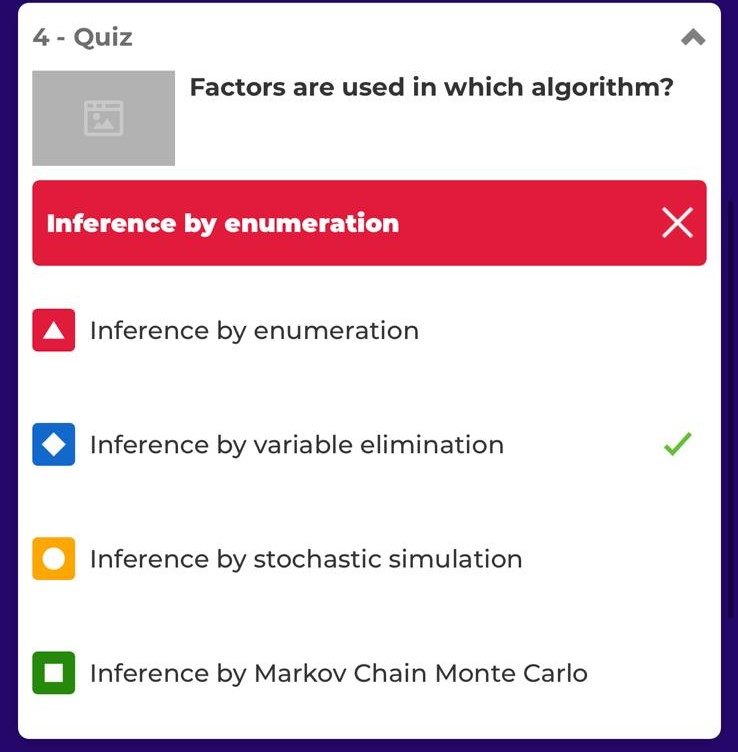 4 - Quiz
Factors are used in which algorithm?
Inference by enumeration
Inference by enumeration
Inference by variable elimination
Inference by stochastic simulation
Inference by Markov Chain Monte Carlo